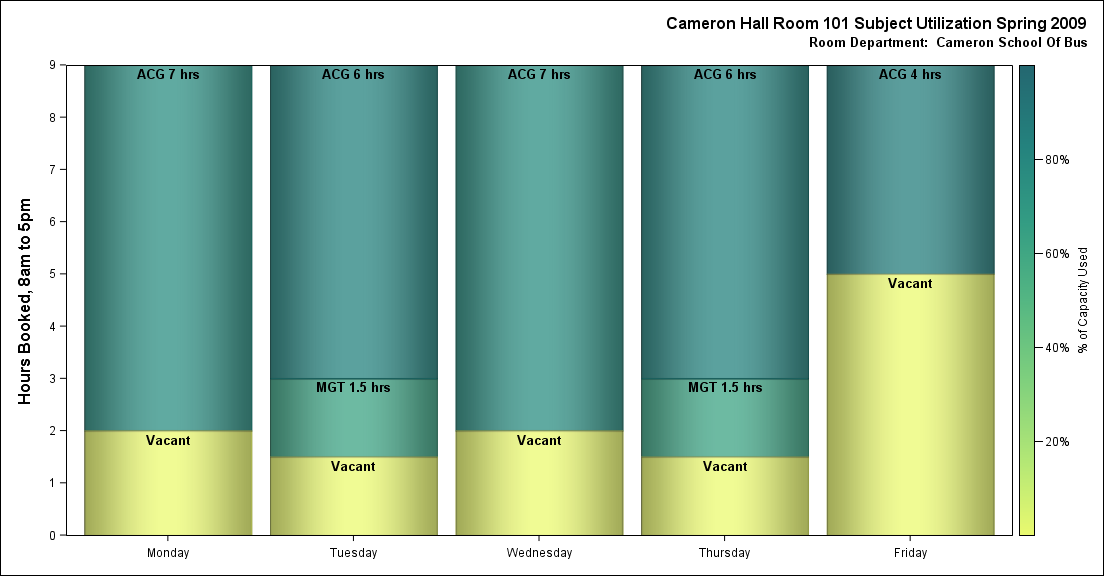 Cameron Hall Room 101 Subject Utilization Spring 2009
Room Department:  Cameron School Of Bus
Hours Booked, 8am to 5pm
9
8
7
6
5
4
3
2
1
0
ACG 7 hrs
Vacant
ACG 6 hrs
MGT 1.5 hrs
Vacant
ACG 7 hrs
Vacant
ACG 6 hrs
MGT 1.5 hrs
Vacant
ACG 4 hrs
Vacant
Monday
Tuesday
Wednesday
Thursday
Friday
80%
60%
40%
20%
% of Capacity Used